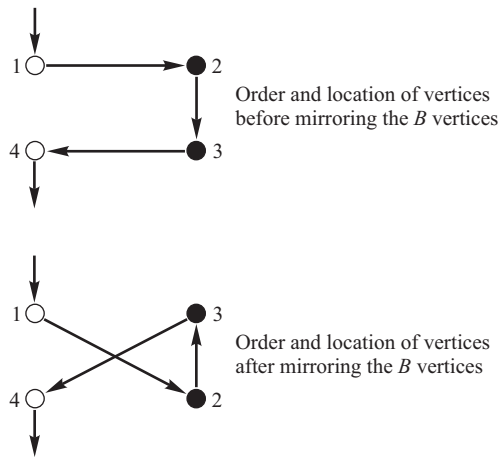 1 2
Order and location of vertices
before mirroring the B vertices
4 3
1 3
Order and location of vertices
after mirroring the B vertices
4 2